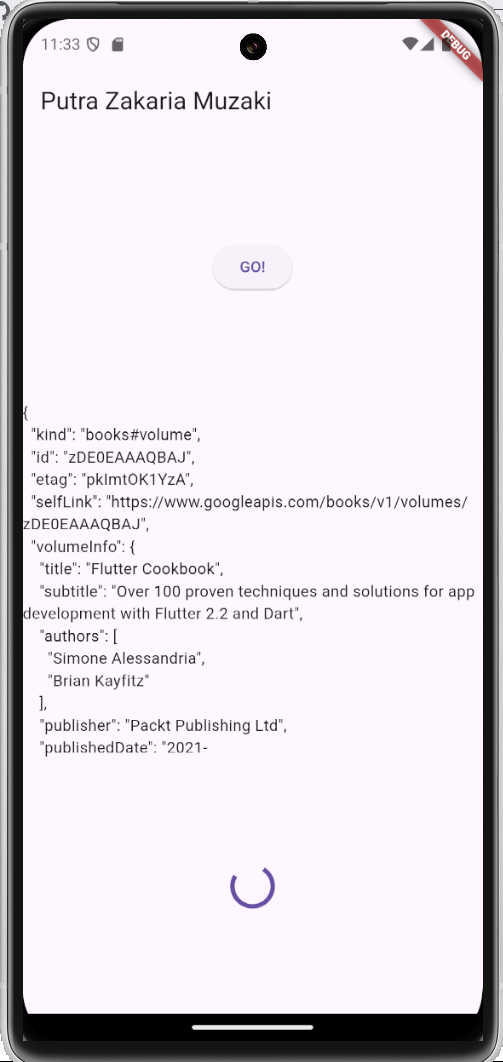 11:33
DEBUG
Putra Zakaria Muzaki
GO!
{
"kind": "books#volume",
"id": "zDE0EAAAQBAJ",
"etag": "pkImtOK1YzA",
"selfLink": "https://www.googleapis.com/books/v1/volumes/
zDE0EAAAQBAJ",
"volumeInfo": {
"title": "Flutter Cookbook",
"subtitle": "Over 100 proven techniques and solutions for app
development with Flutter 2.2 and Dart",
"authors": [
"Simone Alessandria",
"Brian Kayfitz"
],
"publisher": "Packt Publishing Ltd",
"publishedDate": "2021-